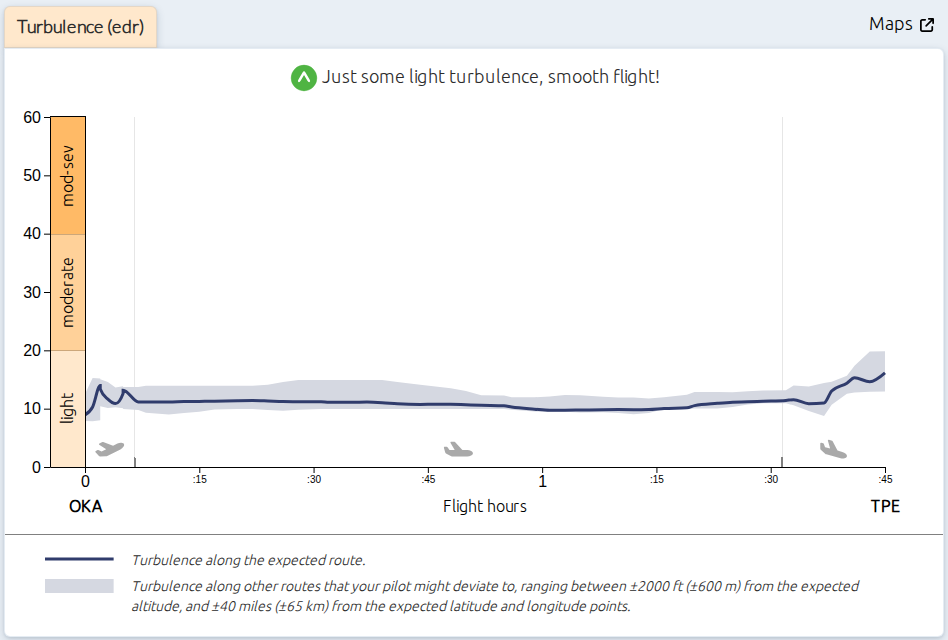 Turbulence (edr)
Maps
Just some light turbulence, smooth flight!
60
50
40
30
20
10
0
mod-sev
moderate
light
0 :15 :30 :45 1 :15 :30 :45
OKA Flight hours TPE
Turbulence along the expected route.
Turbulence along other routes that your pilot might deviate to, ranging between ±2000 ft (±600 m) from the expected
altitude, and ±40 miles (±65 km) from the expected latitude and longitude points.